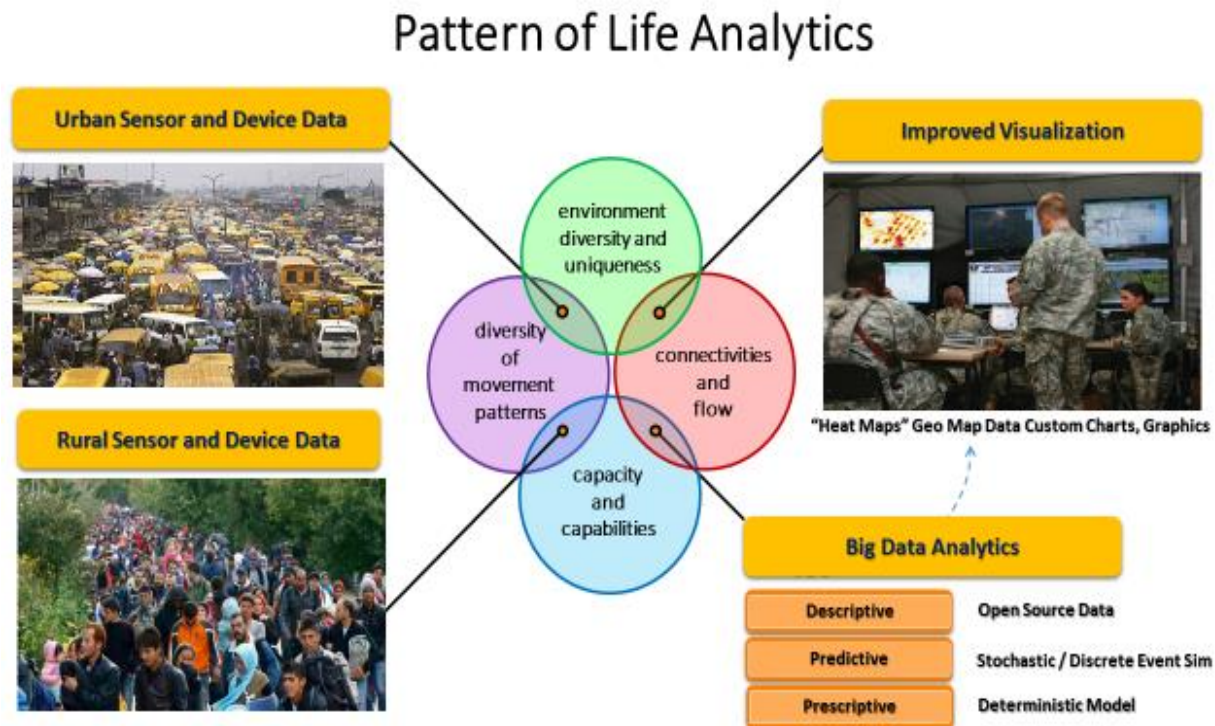 Pattern of Life Analytics
Urban Sensor and Device Data
Improved Visualization
environment
diversity and
uniqueness
diversity
of
movement
patterns
connectivities
and
flow
Rural Sensor and Device Data
"Heat Maps" Geo Map Data Custom Charts, Graphics
capacity
and
capabilities
Big Data Analytics
Descriptive
Open Source Data
Predictive
Stochastic / Discrete Event Sim
Prescriptive
Deterministic Model